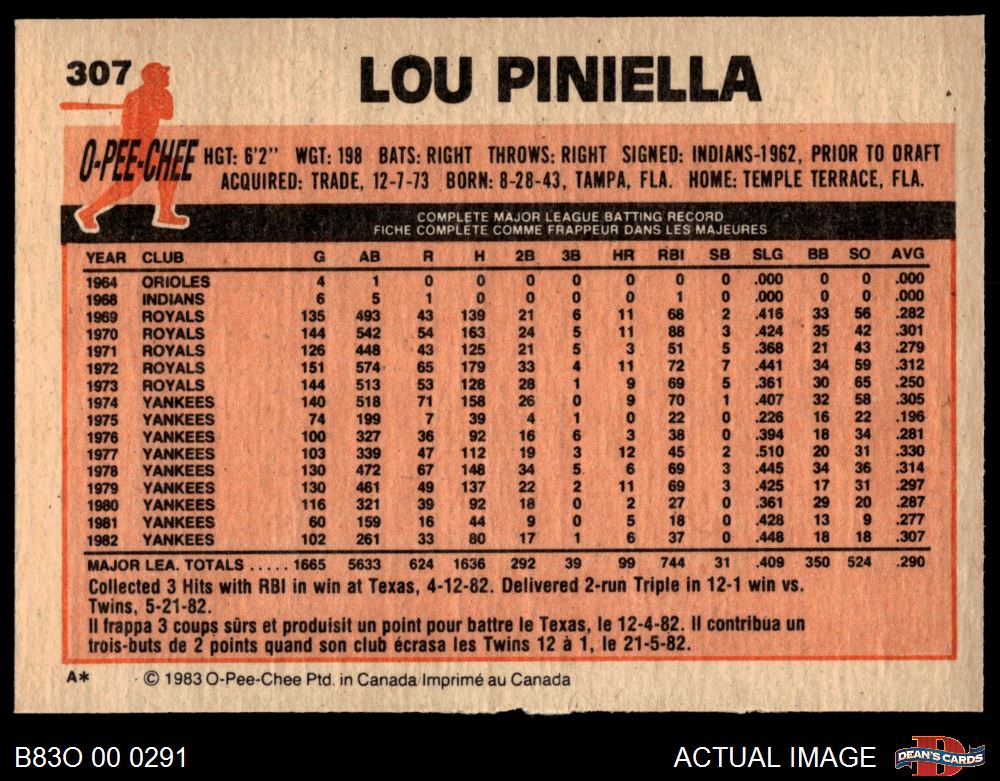 307
LOU PINIELLA
O-PEE-CHEE
HGT: 6'2" WGT: 198 BATS: RIGHT THROWS: RIGHT SIGNED: INDIANS-1962, PRIOR TO DRAFT
ACQUIRED: TRADE, 12-7-73 BORN: 8-28-43, TAMPA, FLA. HOME: TEMPLE TERRACE, FLA.
COMPLETE MAJOR LEAGUE BATTING RECORD
FICHE COMPLÈTE COMME FRAPPEUR DANS LES MAJEURES
YEAR CLUB G AB R H 2B 3B HR RBI SB SLG BB SO AVG
1964 ORIOLES 4 1 0 0 0 0 0 0 0 .000 0 0 .000
1968 INDIANS 6 5 1 0 0 0 0 1 0 .000 0 0 .000
1969 ROYALS 135 493 43 139 21 6 11 68 2 .416 33 56 .282
1970 ROYALS 144 542 54 163 24 5 11 88 3 .424 35 42 .301
1971 ROYALS 126 448 43 125 21 5 3 51 5 .368 21 43 .279
1972 ROYALS 151 574 65 179 33 4 11 72 7 .441 34 59 .312
1973 ROYALS 144 513 53 128 28 1 9 69 5 .361 30 65 .250
1974 YANKEES 140 518 71 158 26 0 9 70 1 .407 32 58 .305
1975 YANKEES 74 199 7 39 4 1 0 22 0 .226 16 22 .196
1976 YANKEES 100 327 36 92 16 6 3 38 0 .394 18 34 .281
1977 YANKEES 103 339 47 112 19 3 12 45 2 .510 20 31 .330
1978 YANKEES 130 472 67 148 34 5 6 69 3 .445 34 36 .314
1979 YANKEES 130 461 49 137 22 2 11 69 3 .425 17 31 .297
1980 YANKEES 116 321 39 92 18 0 2 27 0 .361 29 20 .287
1981 YANKEES 60 159 16 44 9 0 5 18 0 .428 13 9 .277
1982 YANKEES 102 261 33 80 17 1 6 37 0 .448 18 18 .307
MAJOR LEA. TOTALS ..... 1665 5633 624 1636 292 39 99 744 31 .409 350 524 .290
Collected 3 Hits with RBI in win at Texas, 4-12-82. Delivered 2-run Triple in 12-1 win vs.
Twins, 5-21-82.
Il frappa 3 coups sûrs et produisit un point pour battre le Texas, le 12-4-82. Il contribua un
trois-buts de 2 points quand son club écrasa les Twins 12 à 1, le 21-5-82.
A* © 1983 O-Pee-Chee Ptd. in Canada/Imprimé au Canada
B83O 00 0291
ACTUAL IMAGE
DEAN'S CARDS